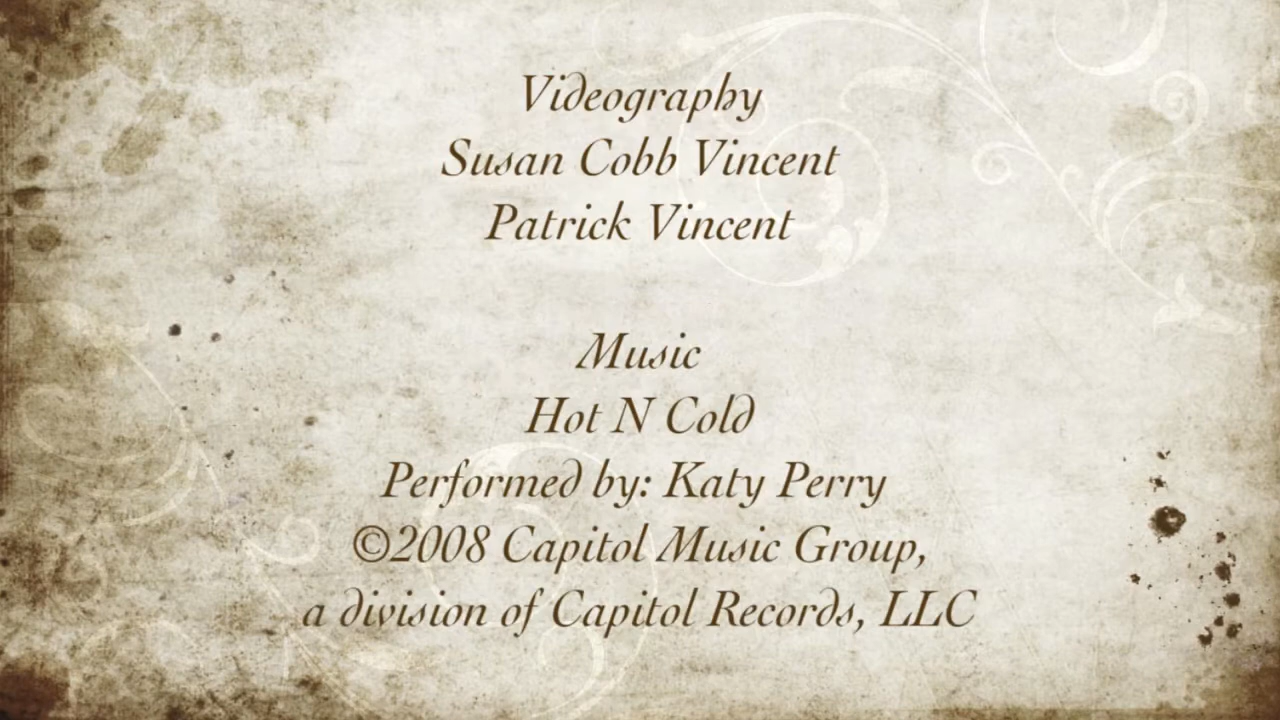 Videography
Susan Cobb Vincent
Patrick Vincent
Music
Hot N Cold
Performed by: Katy Perry
©2008 Capitol Music Group,
a division of Capitol Records, LLC